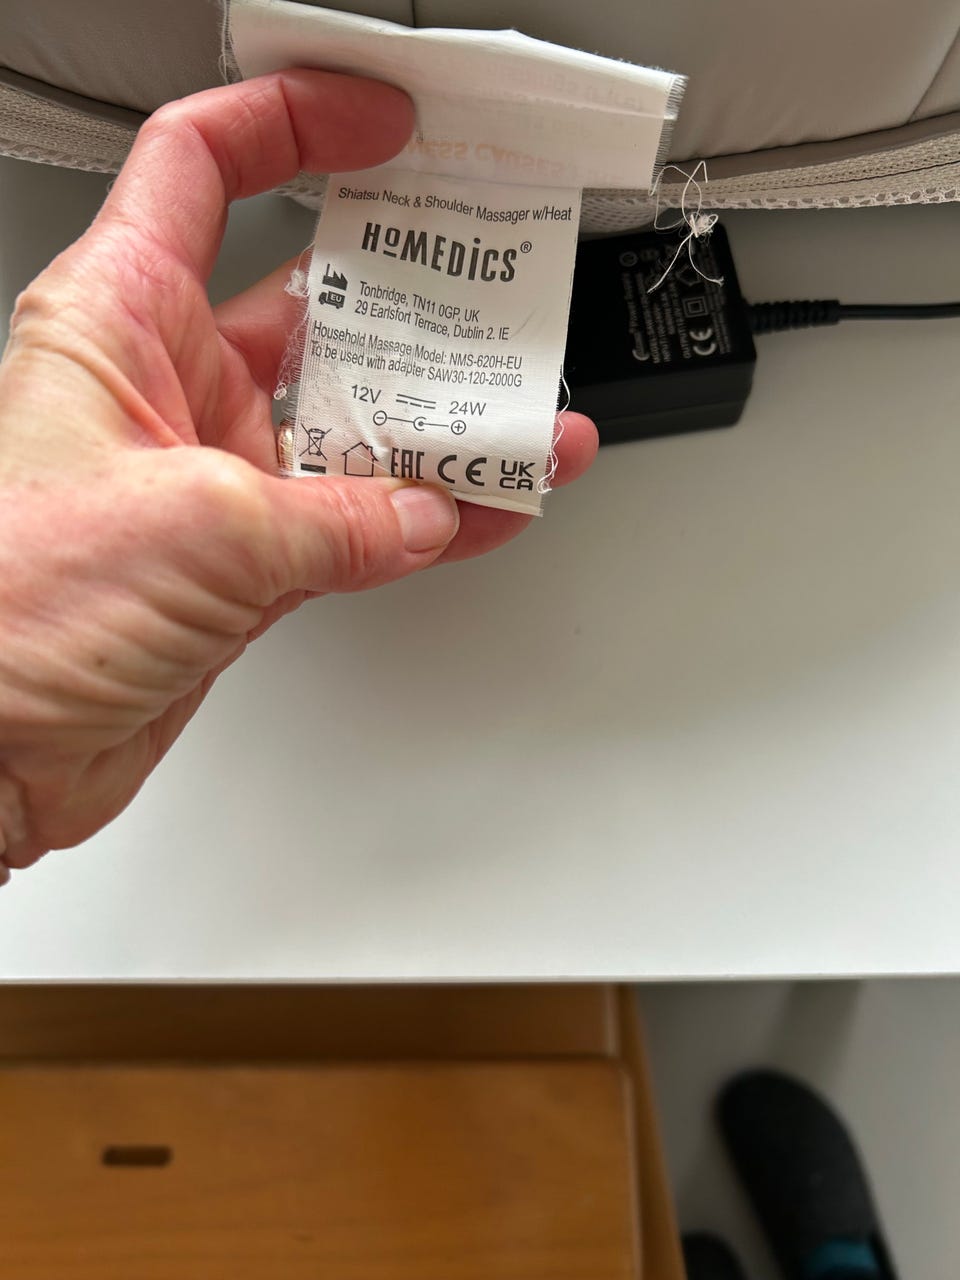 Shiatsu Neck & Shoulder Massager w/Heat
HoMEDiCS®
EU
Tonbridge, TN11 0GP, UK
29 Earlsfort Terrace, Dublin 2. IE
Household Massage Model: NMS-620H-EU
To be used with adapter SAW30-120-2000G
12V 24W
EAC CE UK
CA
CE